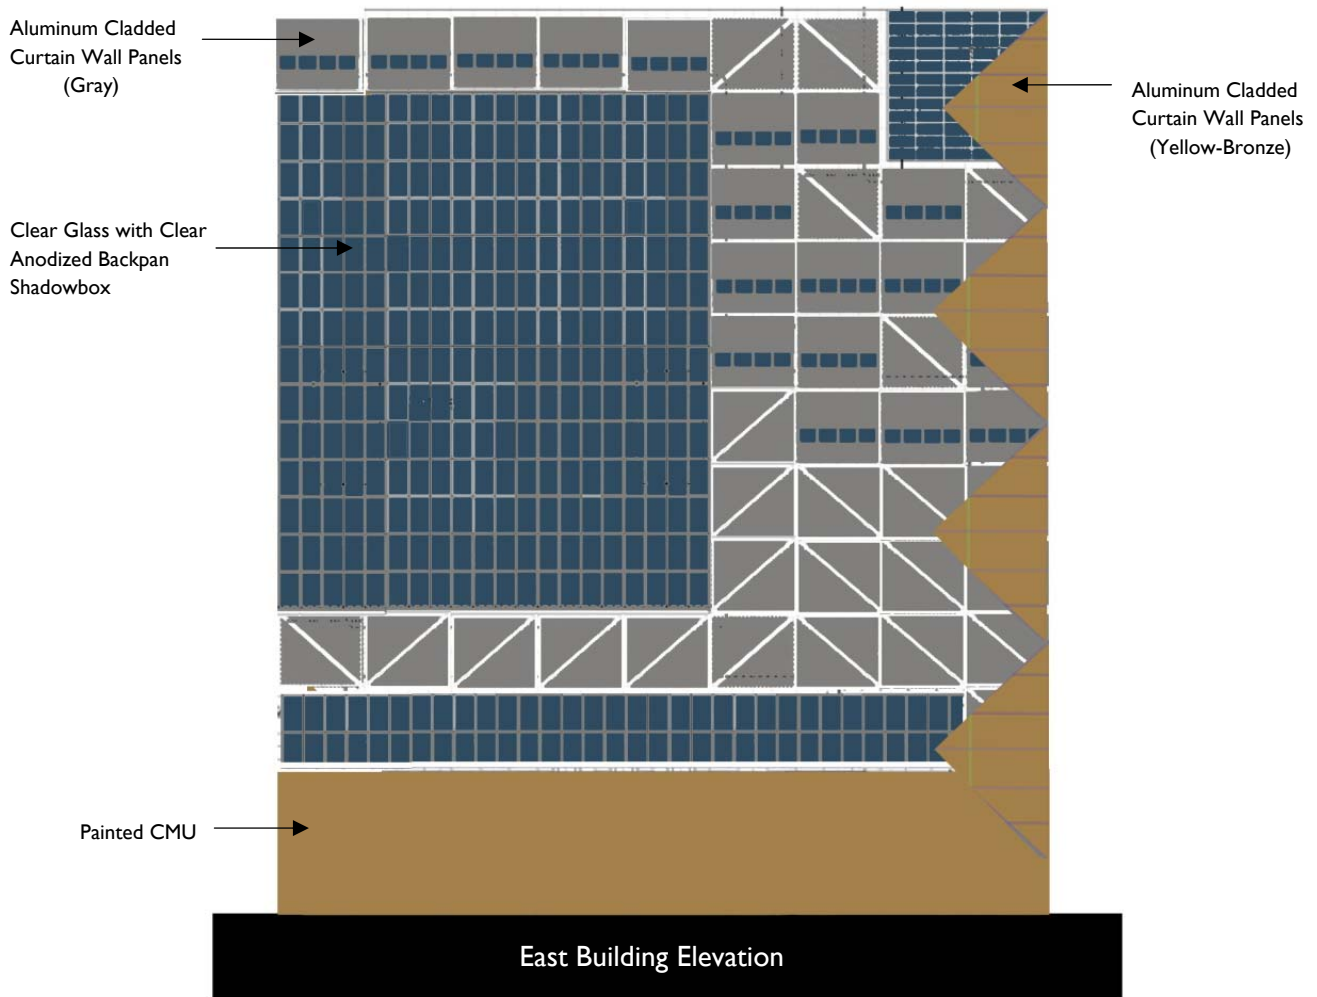 Aluminum Cladded
Curtain Wall Panels
(Gray)
Aluminum Cladded
Curtain Wall Panels
(Yellow-Bronze)
Clear Glass with Clear
Anodized Backpan
Shadowbox
Painted CMU
East Building Elevation